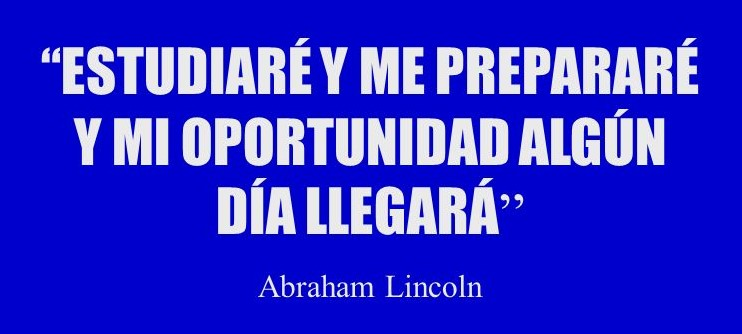 “ESTUDIARÉ Y ME PREPARARÉ
Y MI OPORTUNIDAD ALGÚN
DÍA LLEGARÁ”
Abraham Lincoln